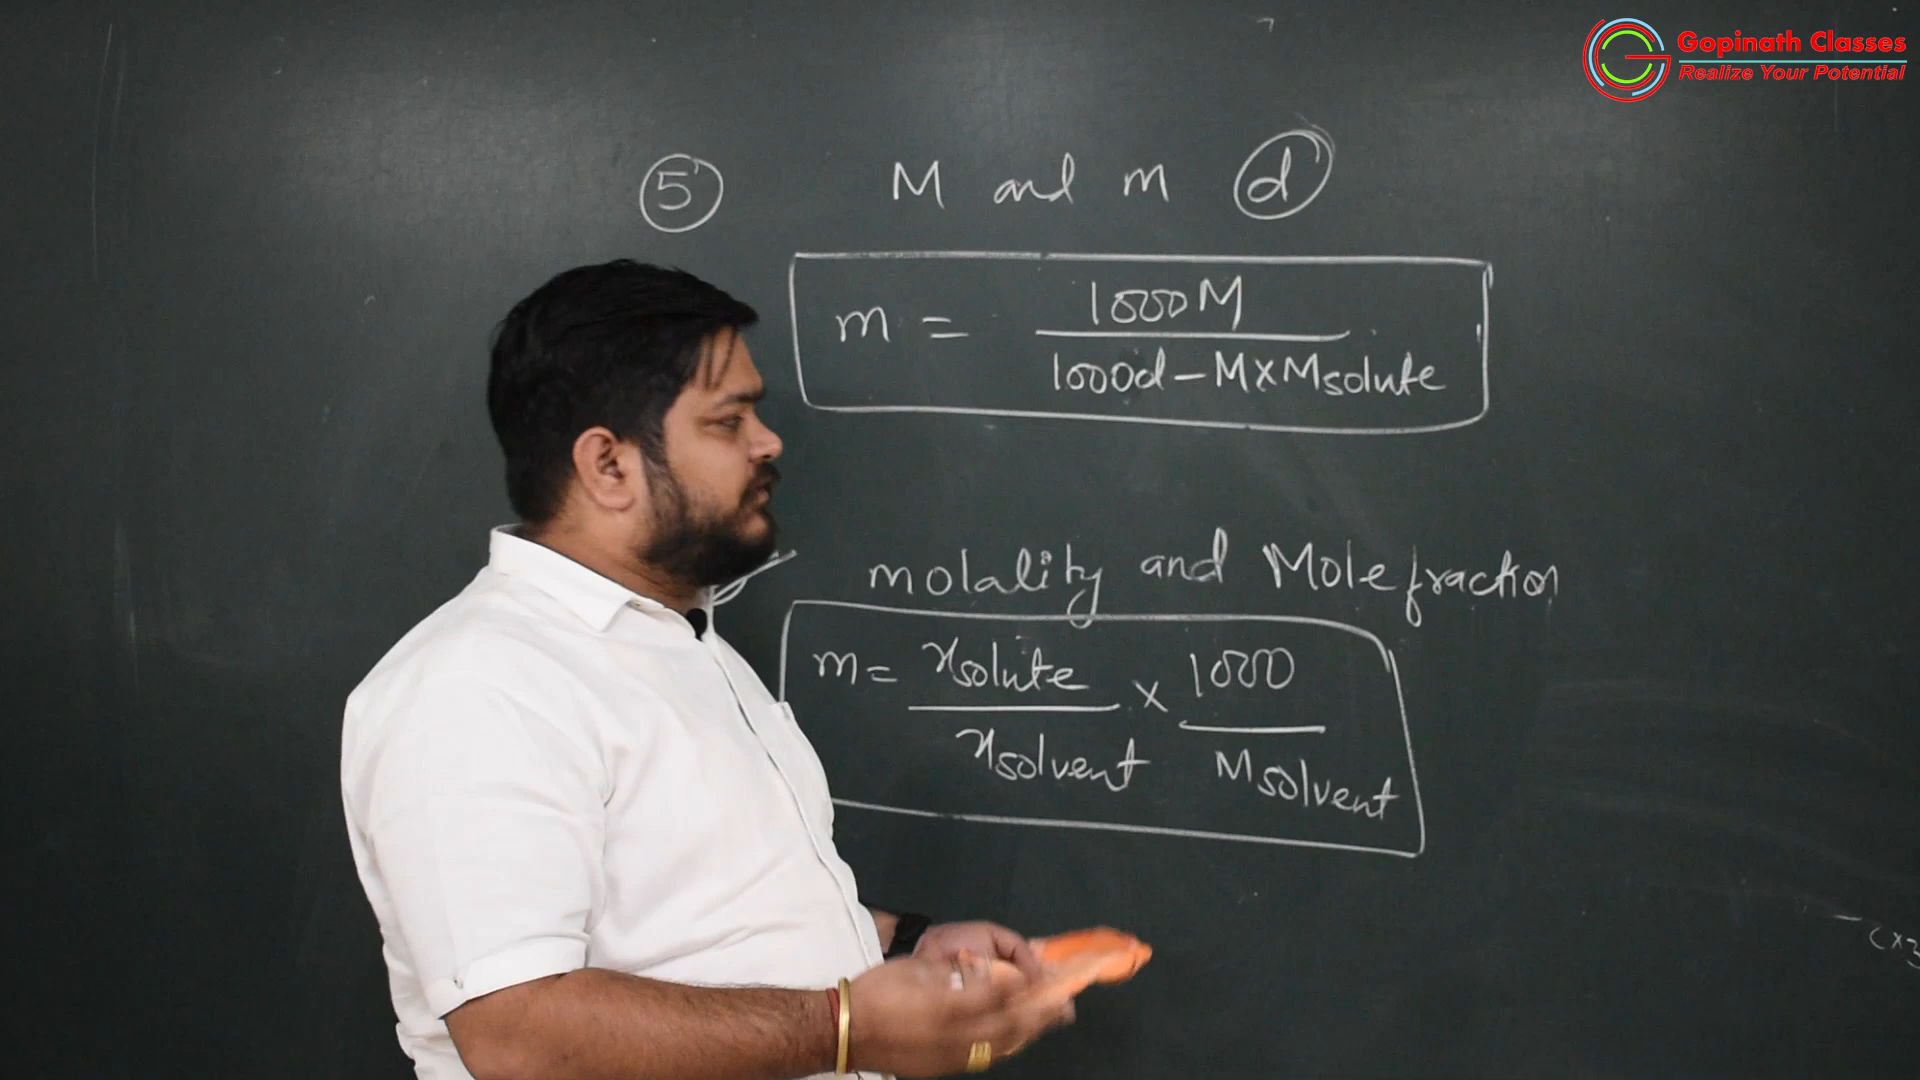 Gopinath Classes
Realize Your Potential
5 M and m d
m = 1000M
1000d - M×Msolute
molality and Mole fraction
m = xsolute × 1000
xsolvent Msolvent